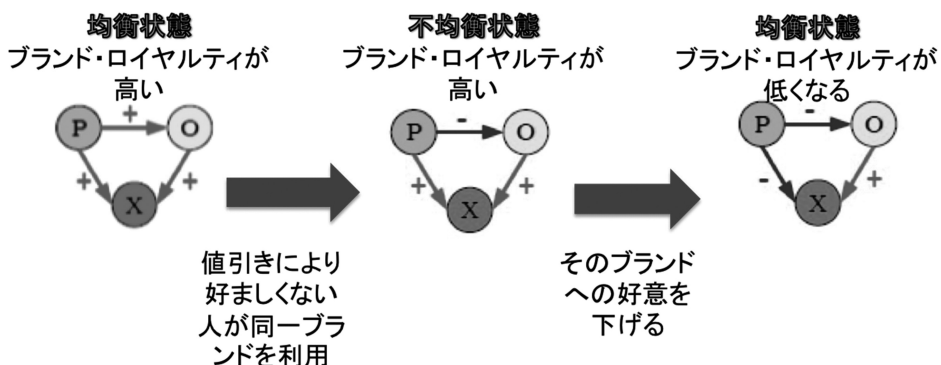 均衡状態
ブランド・ロイヤルティが
高い
P
+
O
+
+
X
値引きにより
好ましくない
人が同一ブラ
ンドを利用
不均衡状態
ブランド・ロイヤルティが
高い
P
-
O
+
+
X
そのブランド
への好意を
下げる
均衡状態
ブランド・ロイヤルティが
低くなる
P
-
O
-
+
X